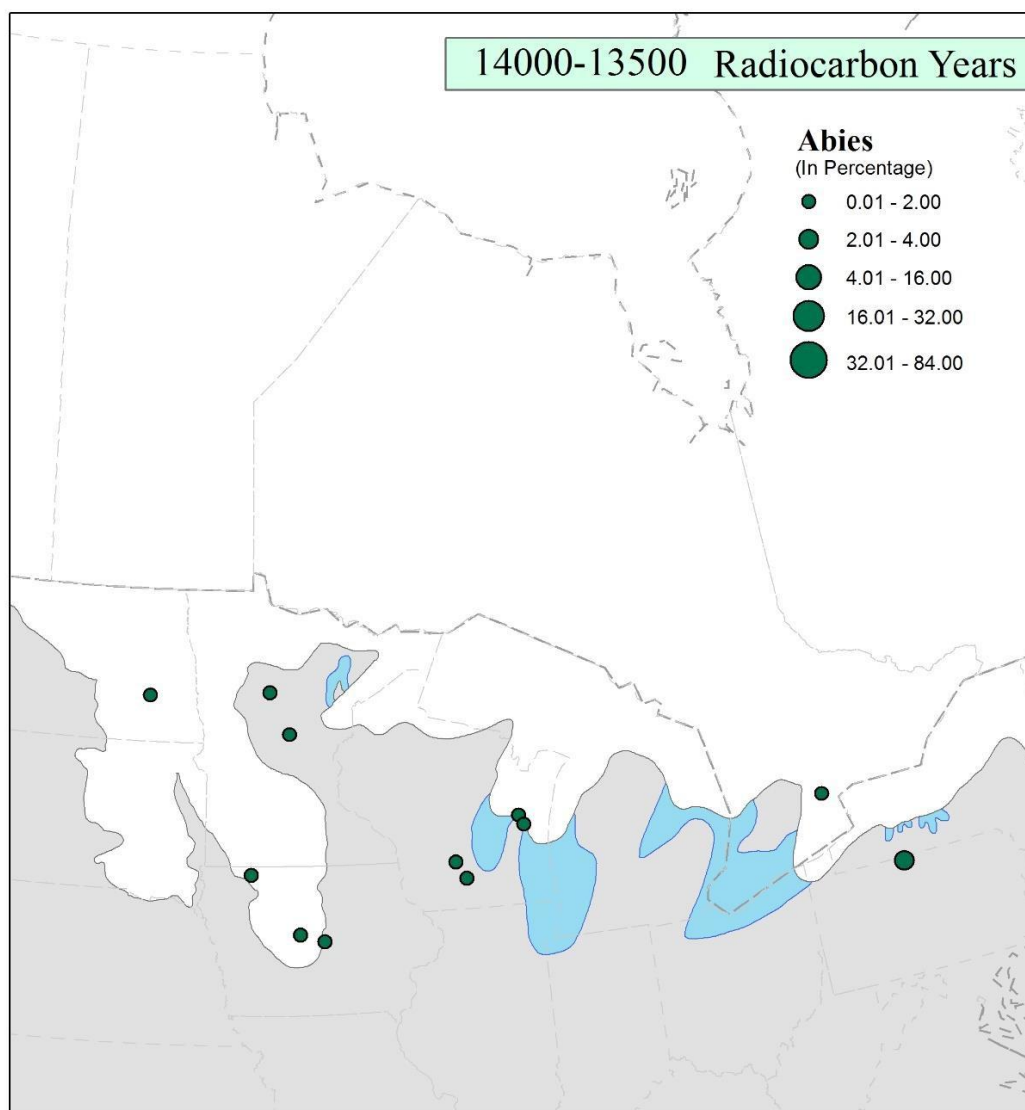 14000-13500 Radiocarbon Years
Abies
(In Percentage)
0.01 - 2.00
2.01 - 4.00
4.01 - 16.00
16.01 - 32.00
32.01 - 84.00